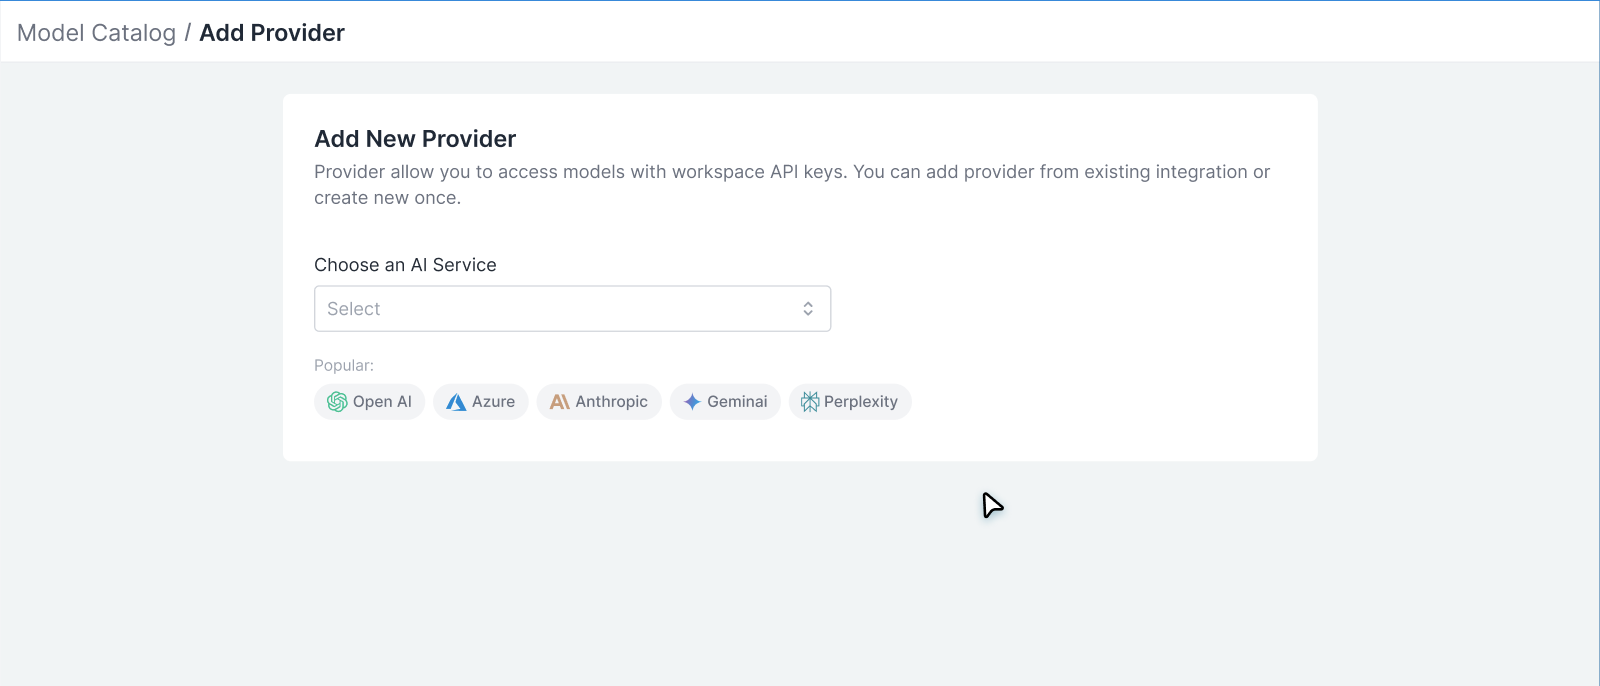 Model Catalog / Add Provider
Add New Provider
Provider allow you to access models with workspace API keys. You can add provider from existing integration or
create new once.
Choose an AI Service
Select
Popular:
Open AI Azure Anthropic Geminai Perplexity